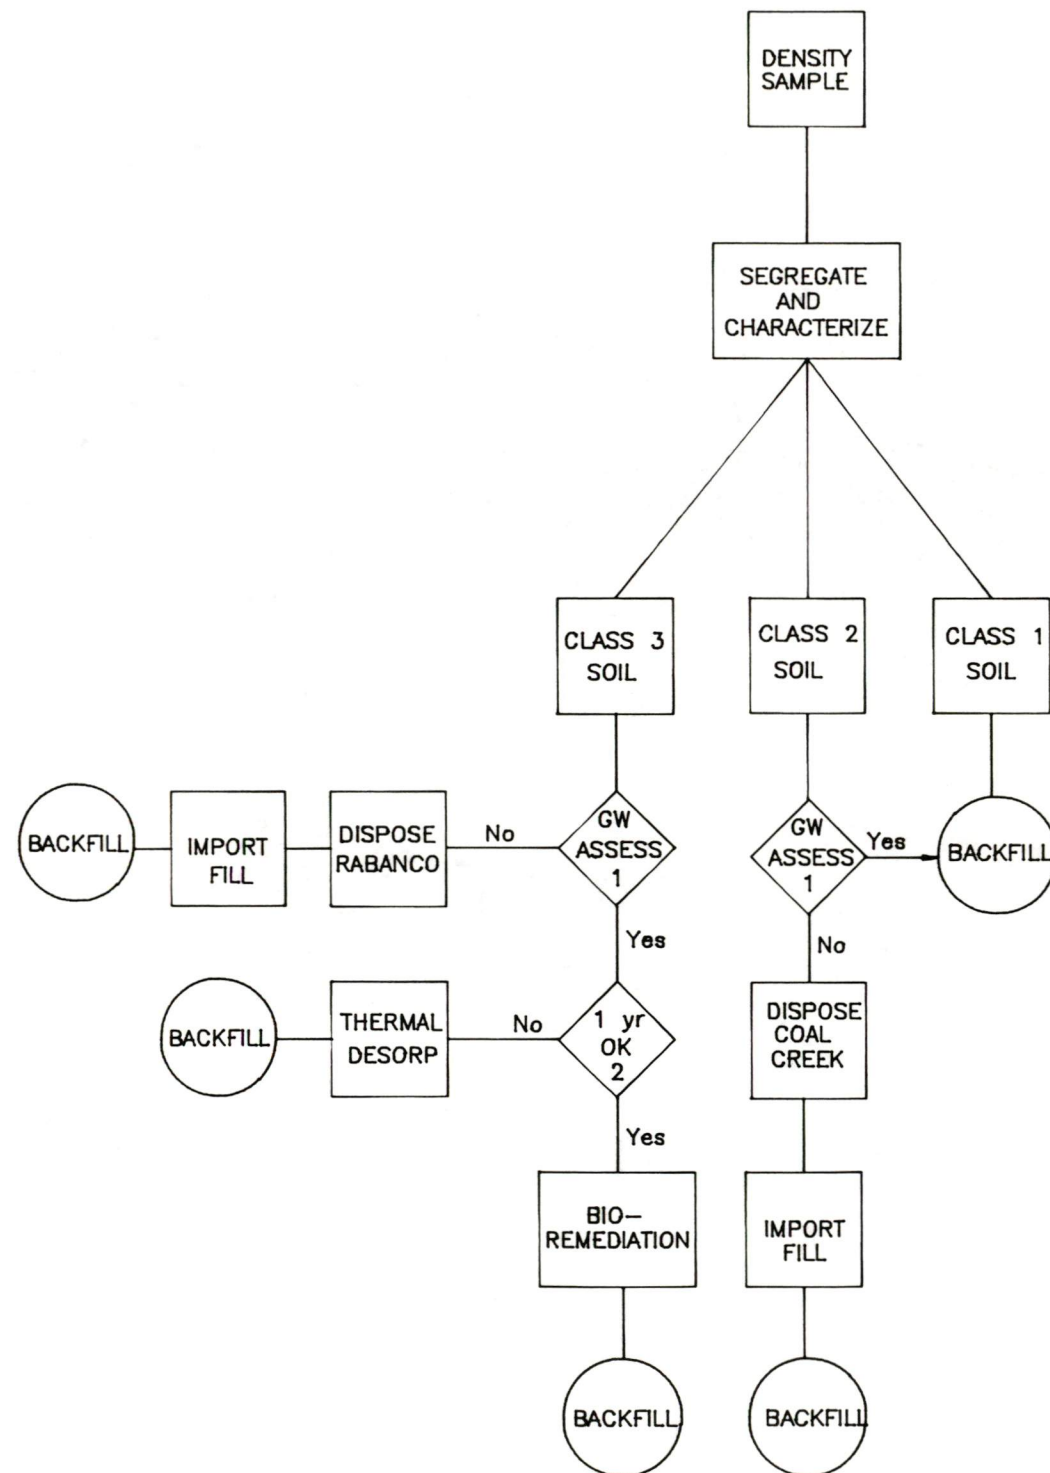 DENSITY
SAMPLE
SEGREGATE
AND
CHARACTERIZE
CLASS 3
SOIL
CLASS 2
SOIL
CLASS 1
SOIL
BACKFILL
IMPORT
FILL
DISPOSE
RABANCO
No
GW
ASSESS
1
GW
ASSESS
1
Yes
BACKFILL
Yes
No
BACKFILL
THERMAL
DESORP
No
1 yr
OK
2
DISPOSE
COAL
CREEK
Yes
BIO-
REMEDIATION
IMPORT
FILL
BACKFILL
BACKFILL